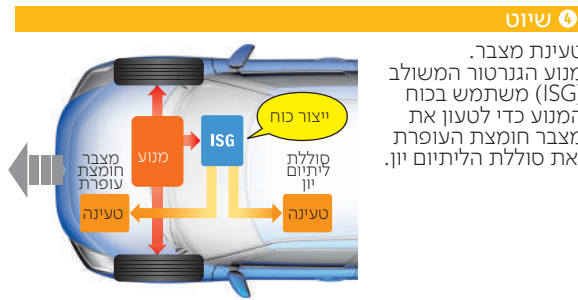 4 שיוט
טעינת מצבר.
מנוע הגנרטור המשולב
(ISG) משתמש בכוח
המנוע כדי לטעון את
מצבר חומצת העופרת
ואת סוללת הליתיום יון.
ייצור כוח
ISG
מנוע
מצבר
חומצת
עופרת
טעינה
סוללת
ליתיום
יון
טעינה